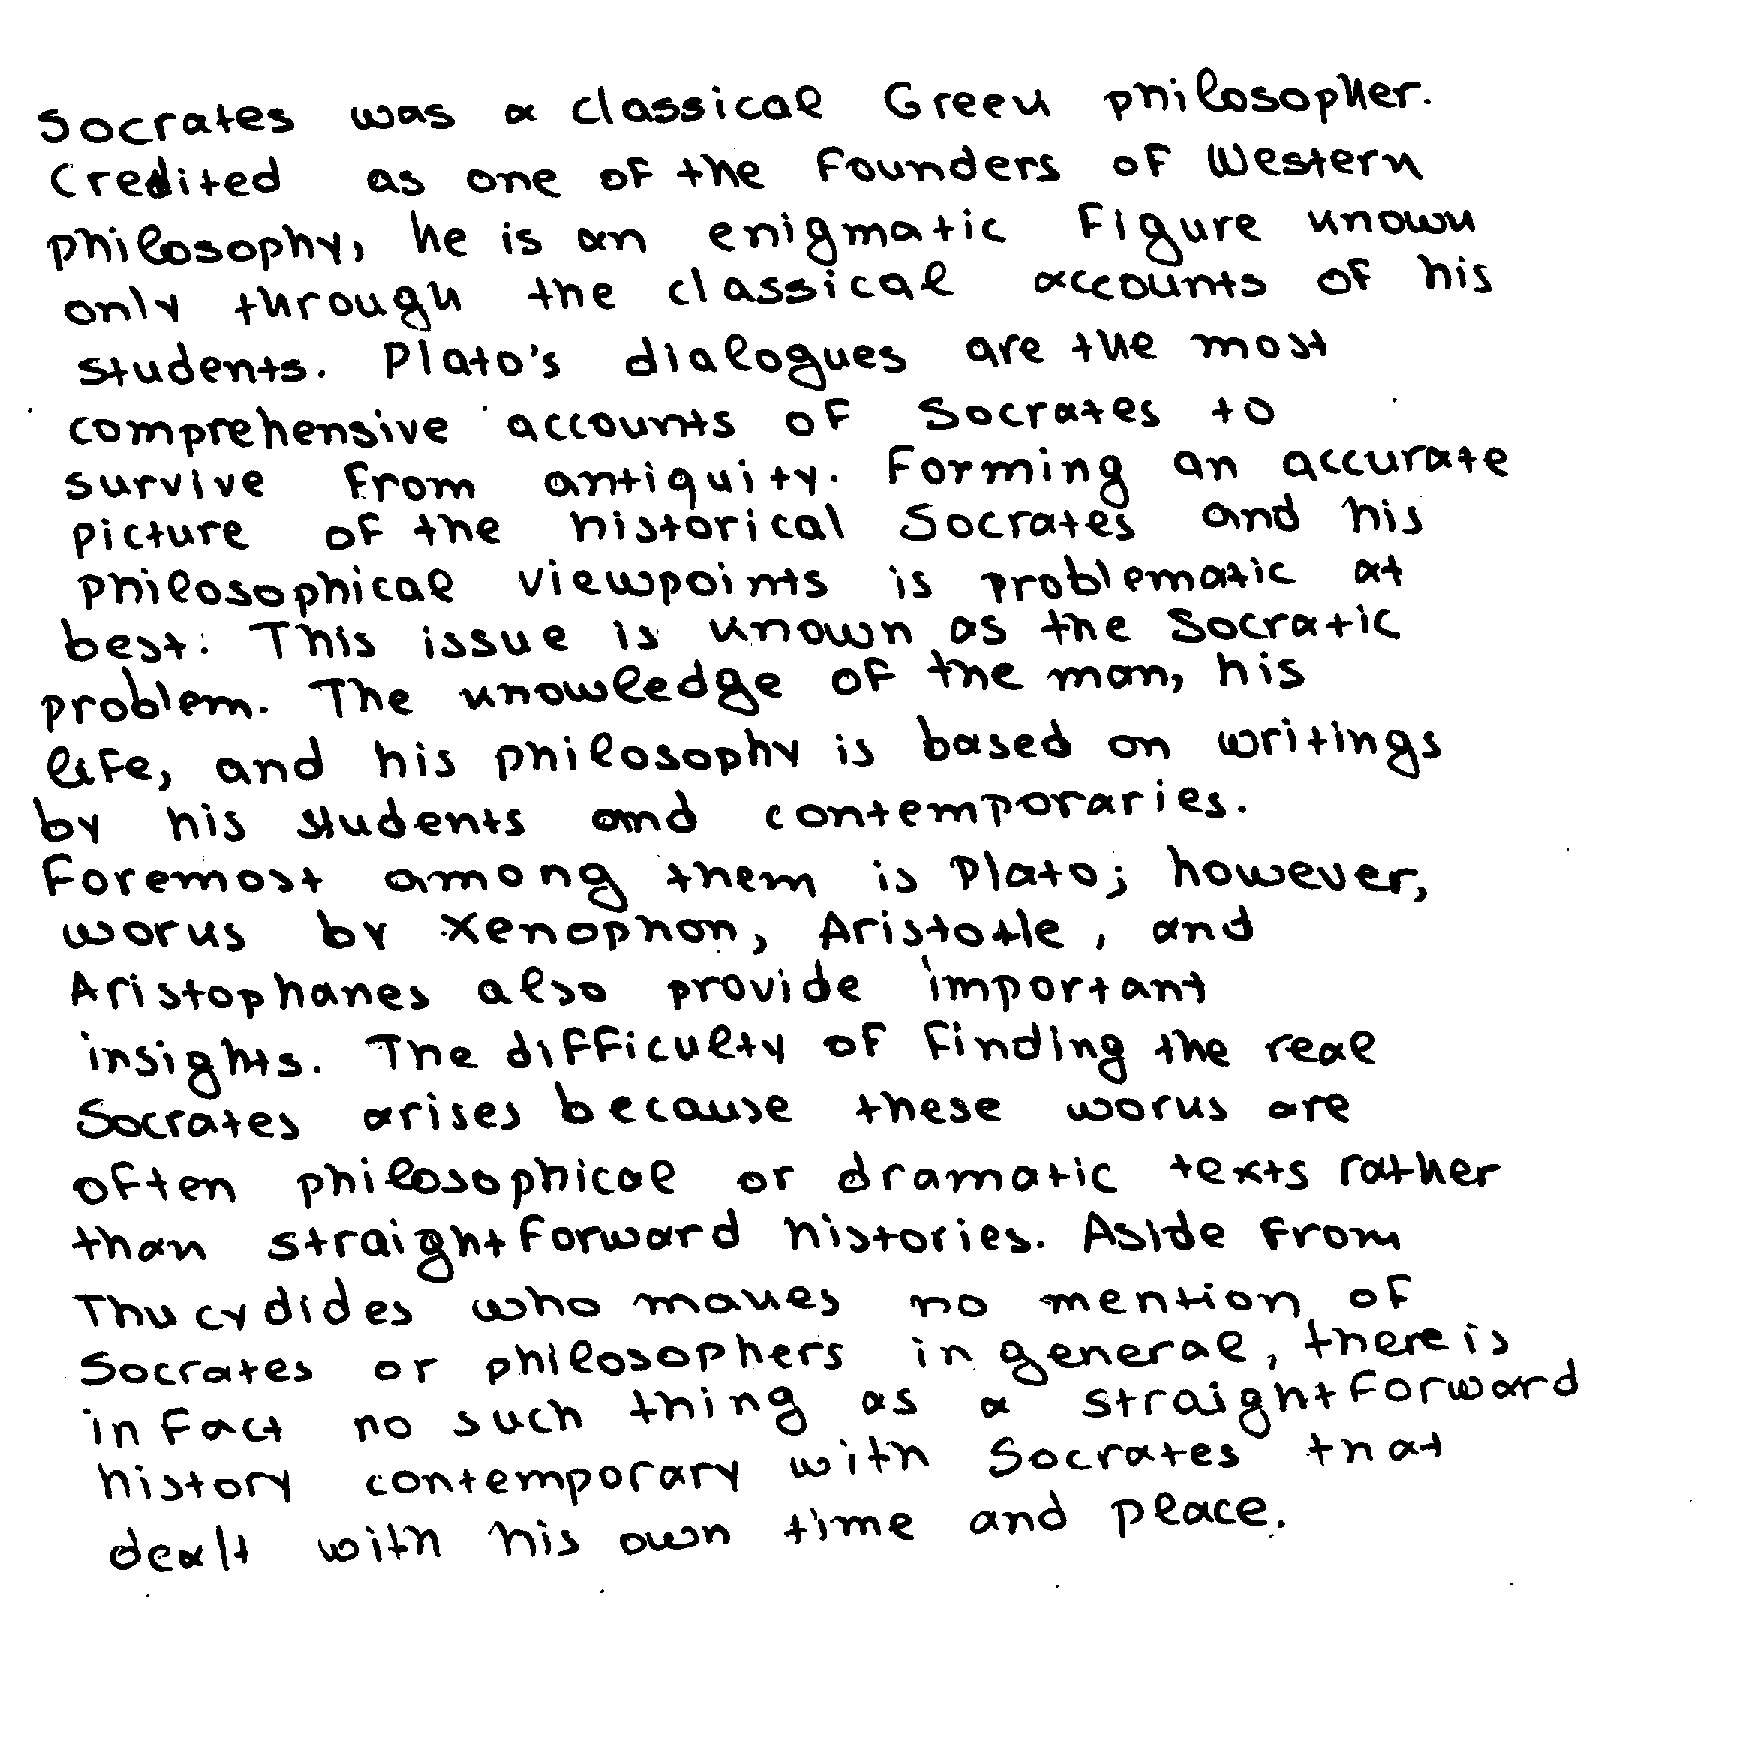 Socrates was a classical Greek philosopher.
Credited as one of the founders of Western
philosophy, he is an enigmatic figure known
only through the classical accounts of his
students. Plato's dialogues are the most
comprehensive accounts of Socrates to
survive from antiquity. Forming an accurate
picture of the historical Socrates and his
philosophical viewpoints is problematic at
best. This issue is known as the Socratic
problem. The knowledge of the man, his
life, and his philosophy is based on writings
by his students and contemporaries.
Foremost among them is Plato; however,
works by Xenophon, Aristotle, and
Aristophanes also provide important
insights. The difficulty of finding the real
Socrates arises because these works are
often philosophical or dramatic texts rather
than straightforward histories. Aside from
Thucydides who makes no mention of
Socrates or philosophers in general, there is
in fact no such thing as a straightforward
history contemporary with Socrates that
dealt with his own time and place.